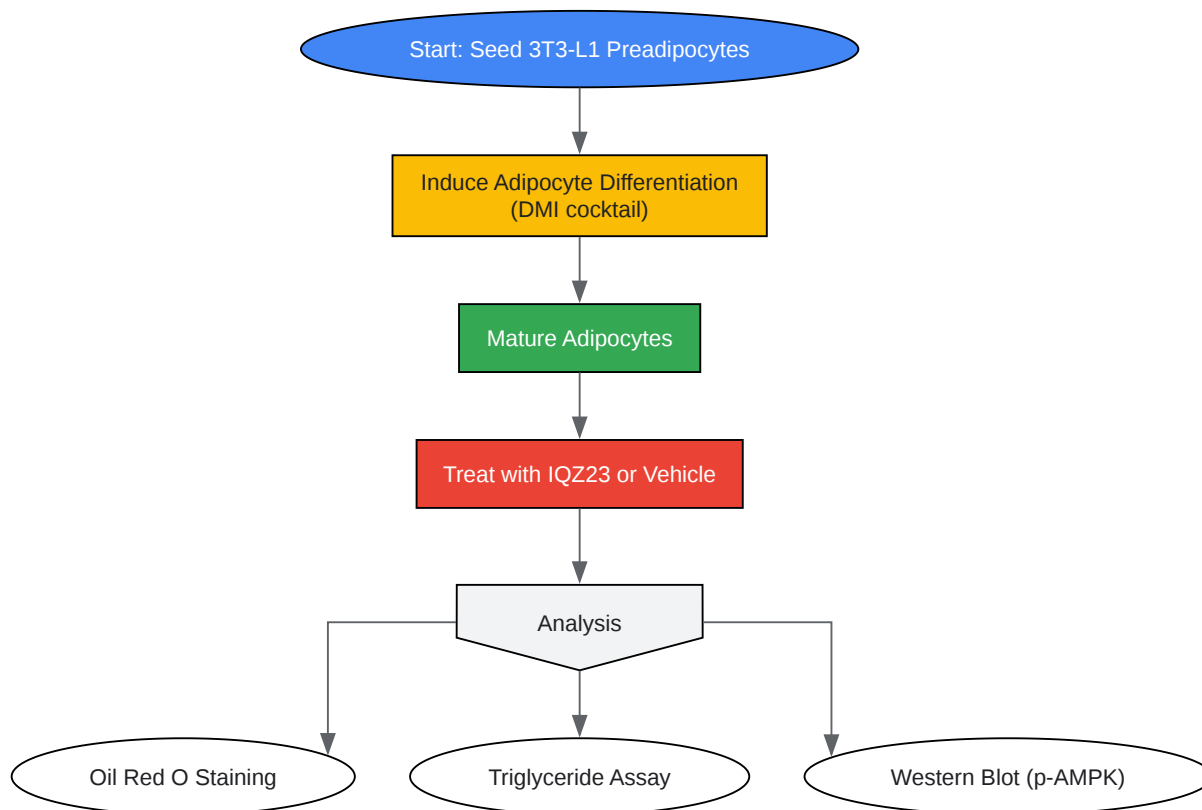 Start: Seed 3T3-L1 Preadipocytes
Induce Adipocyte Differentiation
(DMI cocktail)
Mature Adipocytes
Treat with IQZ23 or Vehicle
Analysis
Oil Red O Staining
Triglyceride Assay
Western Blot (p-AMPK)